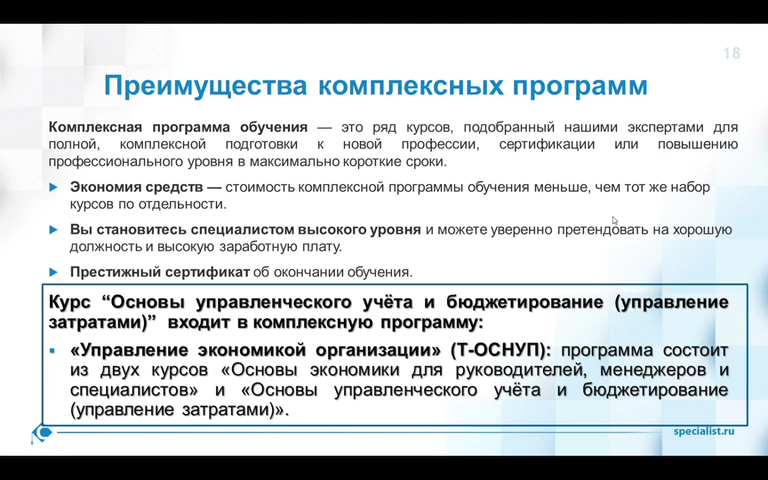 18
Преимущества комплексных программ
Комплексная программа обучения — это ряд курсов, подобранный нашими экспертами для
полной, комплексной подготовки к новой профессии, сертификации или повышению
профессионального уровня в максимально короткие сроки.
Экономия средств — стоимость комплексной программы обучения меньше, чем тот же набор
курсов по отдельности.
Вы становитесь специалистом высокого уровня и можете уверенно претендовать на хорошую
должность и высокую заработную плату.
Престижный сертификат об окончании обучения.
Курс “Основы управленческого учёта и бюджетирование (управление
затратами)” входит в комплексную программу:
«Управление экономикой организации» (Т-ОСНУП): программа состоит
из двух курсов «Основы экономики для руководителей, менеджеров и
специалистов» и «Основы управленческого учёта и бюджетирование
(управление затратами)».
specialist.ru